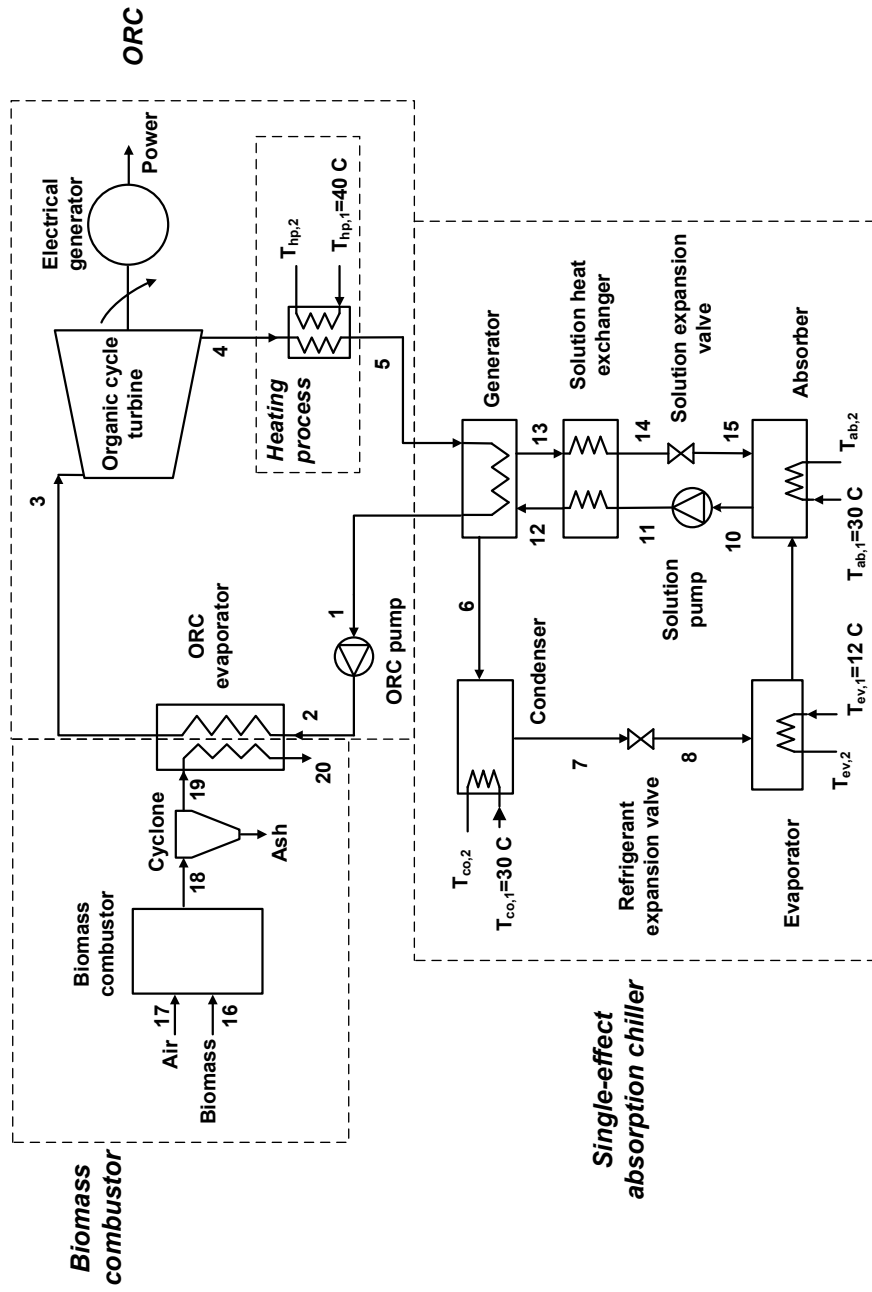 Biomass
combustor
Biomass
combustor
Air
17
Biomass
16
18
Cyclone
Ash
19
20
ORC
evaporator
2
3
1
ORC pump
ORC
Electrical
generator
Power
Organic cycle
turbine
4
Heating
process
T_hp,2
T_hp,1=40 C
5
Single-effect
absorption chiller
Generator
6
13
12
Solution heat
exchanger
14
11
Solution expansion
valve
15
Solution
pump
10
Absorber
T_ab,2
T_ab,1=30 C
Condenser
T_co,2
T_co,1=30 C
7
Refrigerant
expansion valve
8
Evaporator
T_ev,1=12 C
T_ev,2